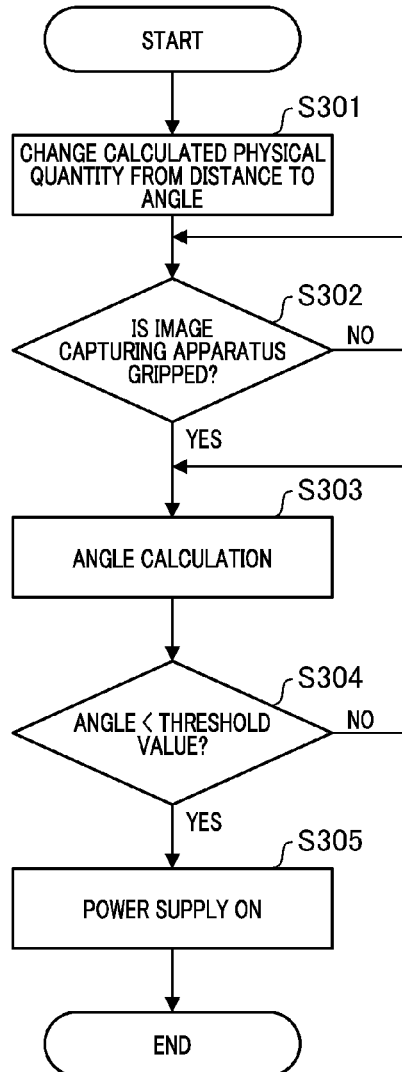 START
S301
CHANGE CALCULATED PHYSICAL
QUANTITY FROM DISTANCE TO
ANGLE
S302
IS IMAGE
CAPTURING APPARATUS
GRIPPED?
NO
YES
S303
ANGLE CALCULATION
S304
ANGLE < THRESHOLD
VALUE?
NO
YES
S305
POWER SUPPLY ON
END